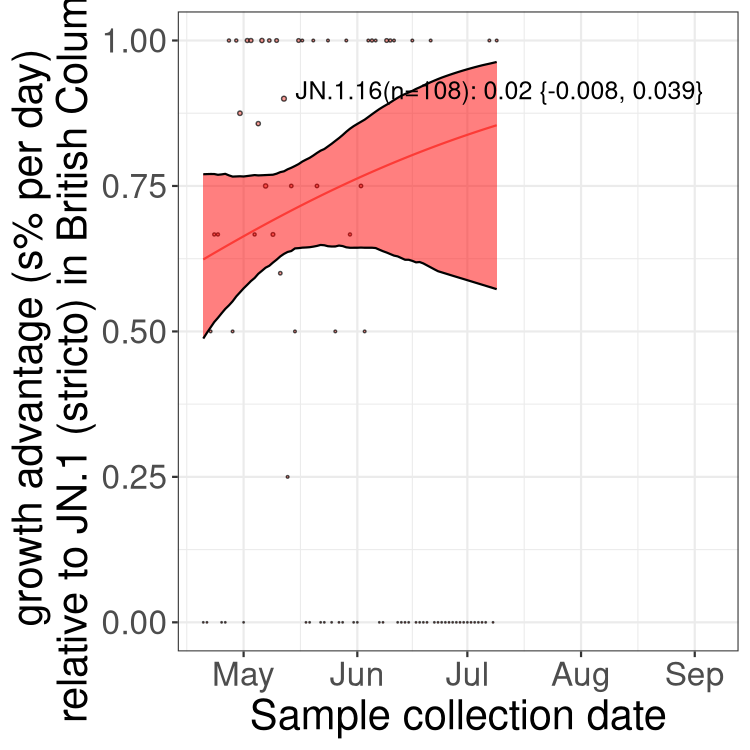 growth advantage (s% per day)
relative to JN.1 (stricto) in British Colum
1.00
0.75
0.50
0.25
0.00
JN.1.16(n=108): 0.02 {-0.008, 0.039}
May Jun Jul Aug Sep
Sample collection date